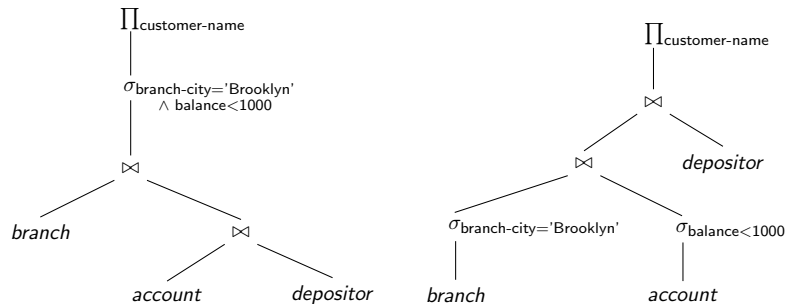 ∏customer-name
σbranch-city='Brooklyn'
∧ balance<1000
⋈
branch
⋈
account
depositor
∏customer-name
⋈
⋈
depositor
σbranch-city='Brooklyn'
σbalance<1000
branch
account